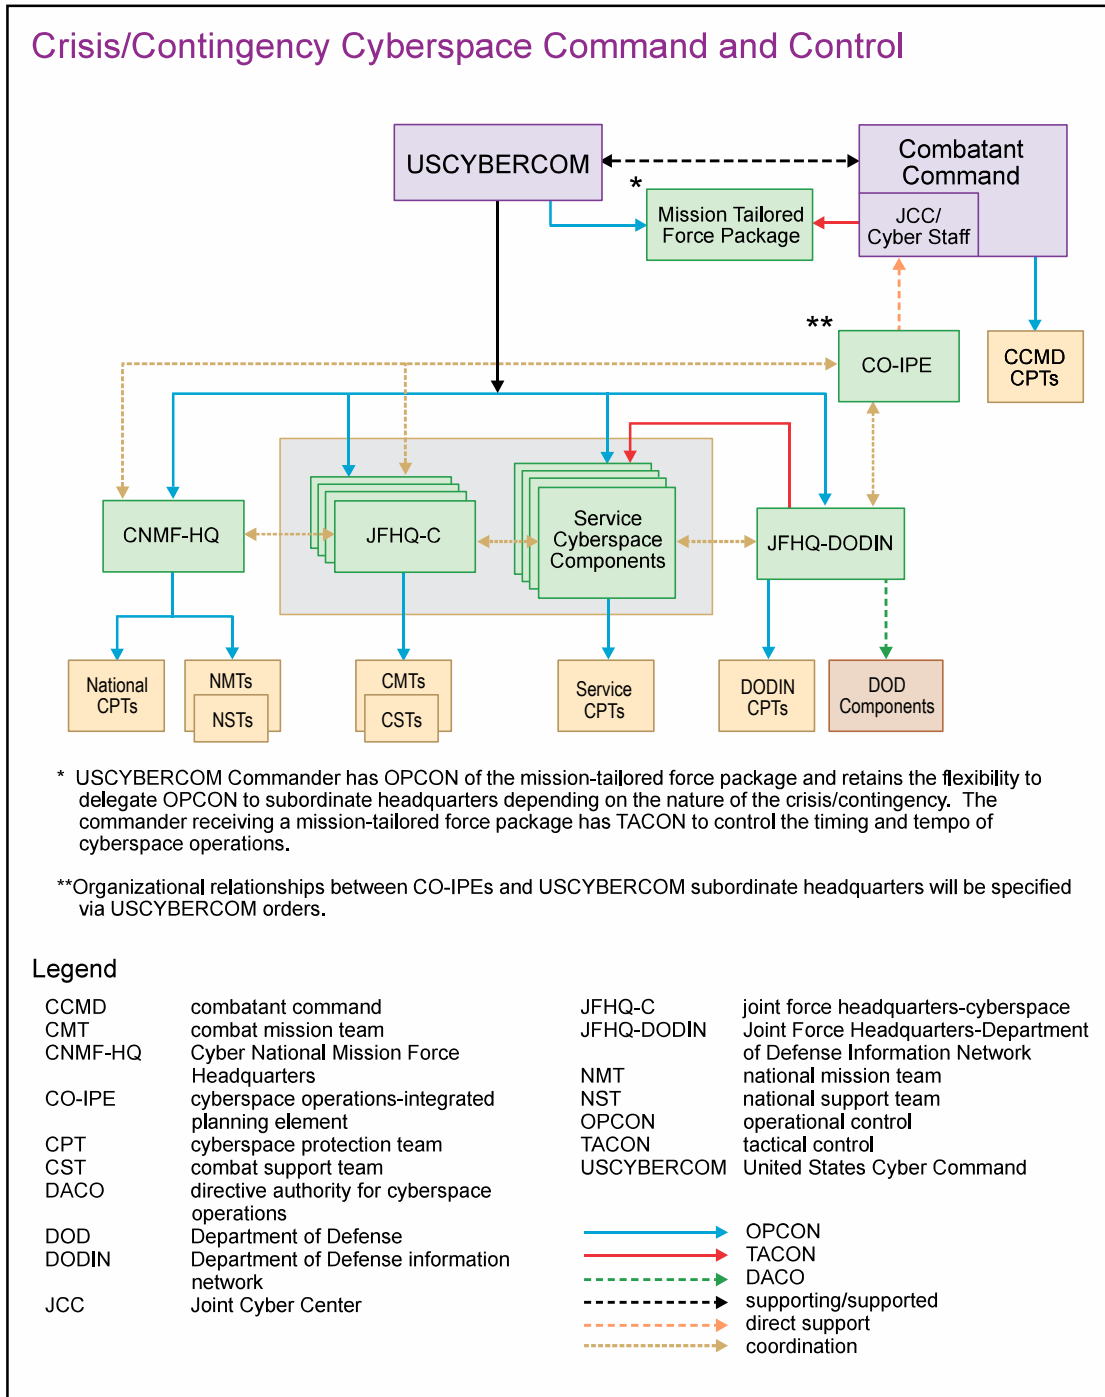 Crisis/Contingency Cyberspace Command and Control
USCYBERCOM
Combatant
Command
*
Mission Tailored
Force Package
JCC/
Cyber Staff
**
CO-IPE
CCMD
CPTs
CNMF-HQ
JFHQ-C
Service
Cyberspace
Components
JFHQ-DODIN
National
CPTs
NMTs
NSTs
CMTs
CSTs
Service
CPTs
DODIN
CPTs
DOD
Components
* USCYBERCOM Commander has OPCON of the mission-tailored force package and retains the flexibility to
delegate OPCON to subordinate headquarters depending on the nature of the crisis/contingency. The
commander receiving a mission-tailored force package has TACON to control the timing and tempo of
cyberspace operations.
**Organizational relationships between CO-IPEs and USCYBERCOM subordinate headquarters will be specified
via USCYBERCOM orders.
Legend
CCMD combatant command
CMT combat mission team
CNMF-HQ Cyber National Mission Force
Headquarters
CO-IPE cyberspace operations-integrated
planning element
CPT cyberspace protection team
CST combat support team
DACO directive authority for cyberspace
operations
DOD Department of Defense
DODIN Department of Defense information
network
JCC Joint Cyber Center
JFHQ-C joint force headquarters-cyberspace
JFHQ-DODIN Joint Force Headquarters-Department
of Defense Information Network
NMT national mission team
NST national support team
OPCON operational control
TACON tactical control
USCYBERCOM United States Cyber Command
OPCON
TACON
DACO
supporting/supported
direct support
coordination